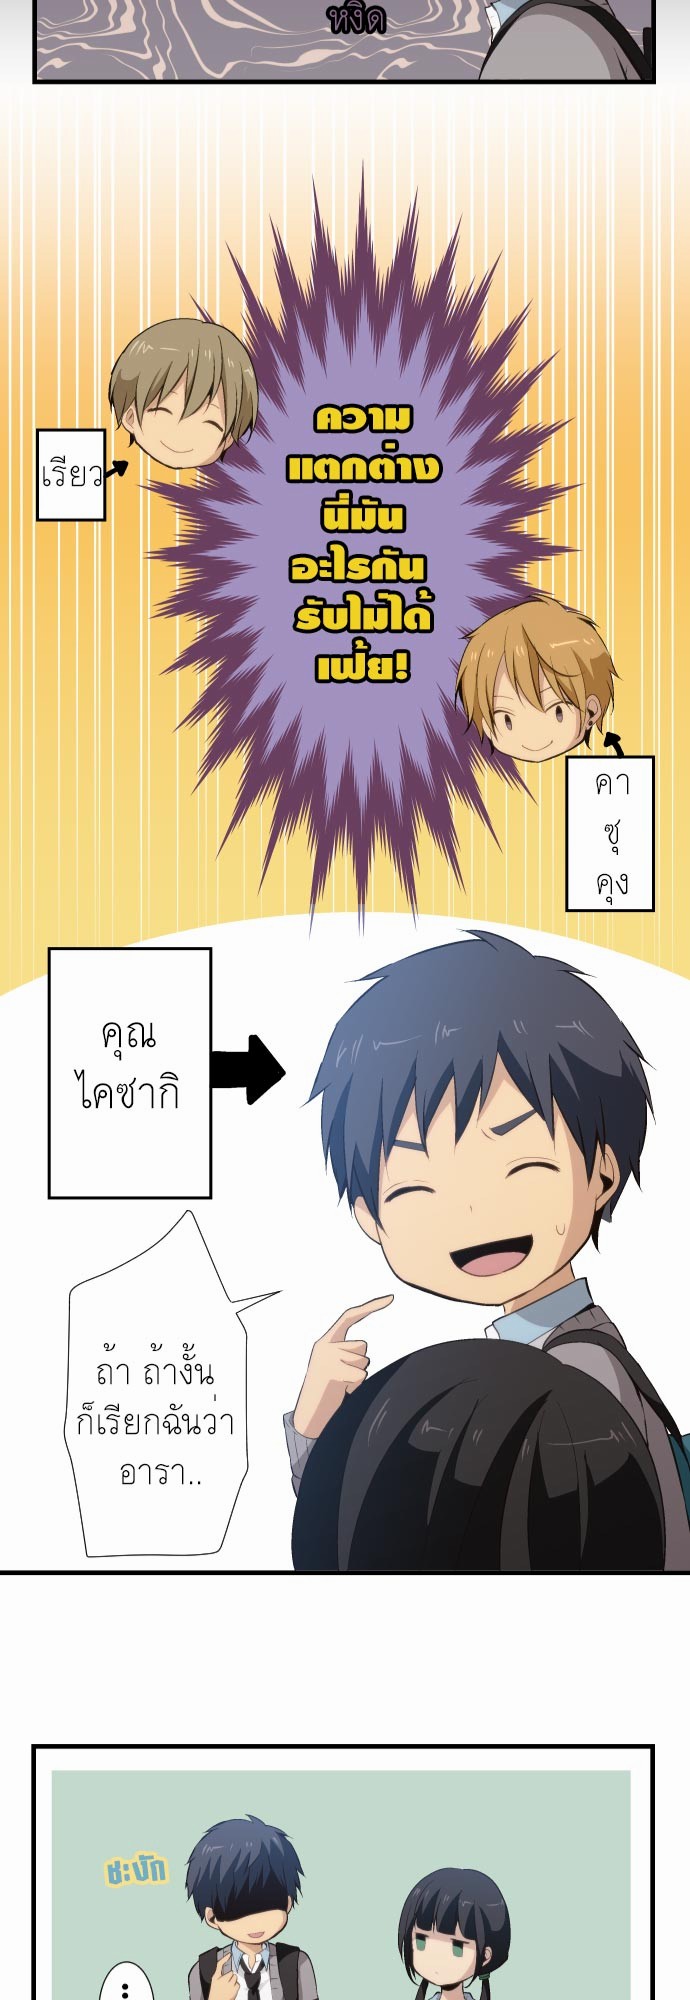 หงิด
ความ
แตกต่าง
นี่มัน
อะไรกัน
รับไม่ได้
เฟ้ย!
เรียว
คา
ซุ
คุง
คุณ
ไคซากิ
ถ้า ถ้างั้น
ก็เรียกฉันว่า
อารา..
ชะงัก